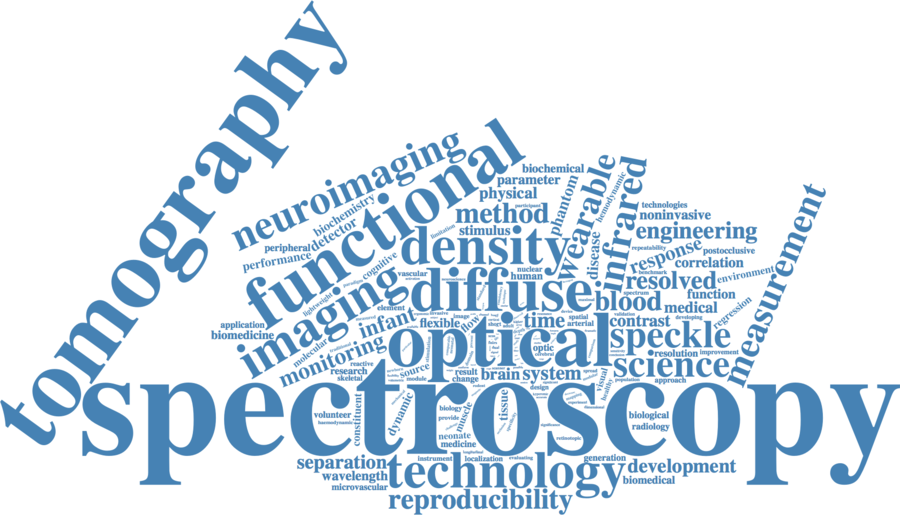 tomography
neuroimaging
functional
biochemical
parameter
physical
biochemistry
detector
method
stimulus
peripheral
performance
cognitive
density
phantom
wearable
hemodynamic
infrared
disease
technologies
noninvasive
engineering
repeatability
response
postocclusive
correlation
benchmark
resolved
environment
measurement
vascular
nuclear
human
paradigm
lightweight
imaging
diffuse
spectrum
blood
function
medical
regression
element
application
biomedicine
infant
flexible
image
time
spatial
arterial
validation
developing
contrast
speckle
molecular
monitoring
optical
optic
cerebral
resolution
improvement
science
reactive
research
skeletal
source
module
result
change
brain
system
design
visual
healthy
population
approach
spectroscopy
volunteer
haemodynamic
constituent
dynamic
biology
provide
muscle
tissue
neonate
medicine
significance
retinotopic
biological
radiology
separation
wavelength
microvascular
instrument
longitudinal
localization
evaluating
technology
generation
development
biomedical
reproducibility
limitation
participant